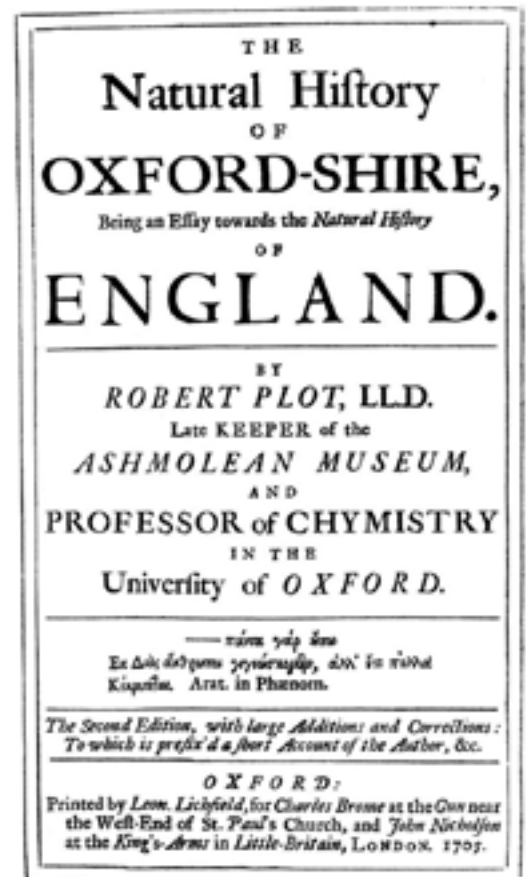 THE
Natural Hiſtory
OF
OXFORD-SHIRE,
Being an Eſſay towards the Natural Hiſtory
OF
ENGLAND.
BY
ROBERT PLOT, LL.D.
Late KEEPER of the
ASHMOLEAN MUSEUM,
AND
PROFESSOR of CHYMISTRY
IN THE
Univerſity of OXFORD.
Arat. in Phænom.
The Second Edition, with large Additions and Corrections:
To which is prefix'd a ſhort Account of the Author, &c.
OXFORD:
Printed by Leon. Lichfield, for Charles Brome at the Gun near
the Weſt-End of St. Paul's Church, and John Nicholſon
at the King's-Arms in Little-Britain, LONDON. 1705.